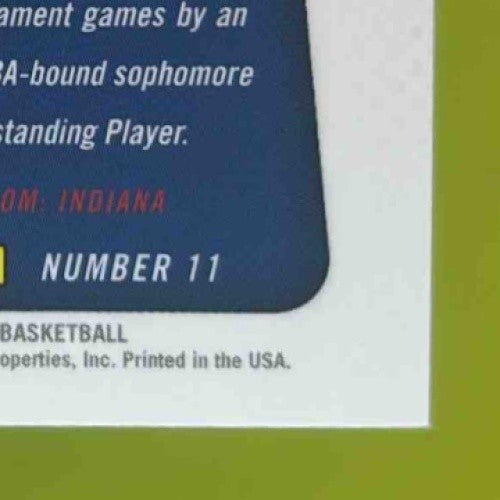 ament games by an
BA-bound sophomore
standing Player.
OM: INDIANA
NUMBER 11
BASKETBALL
operties, Inc. Printed in the USA.